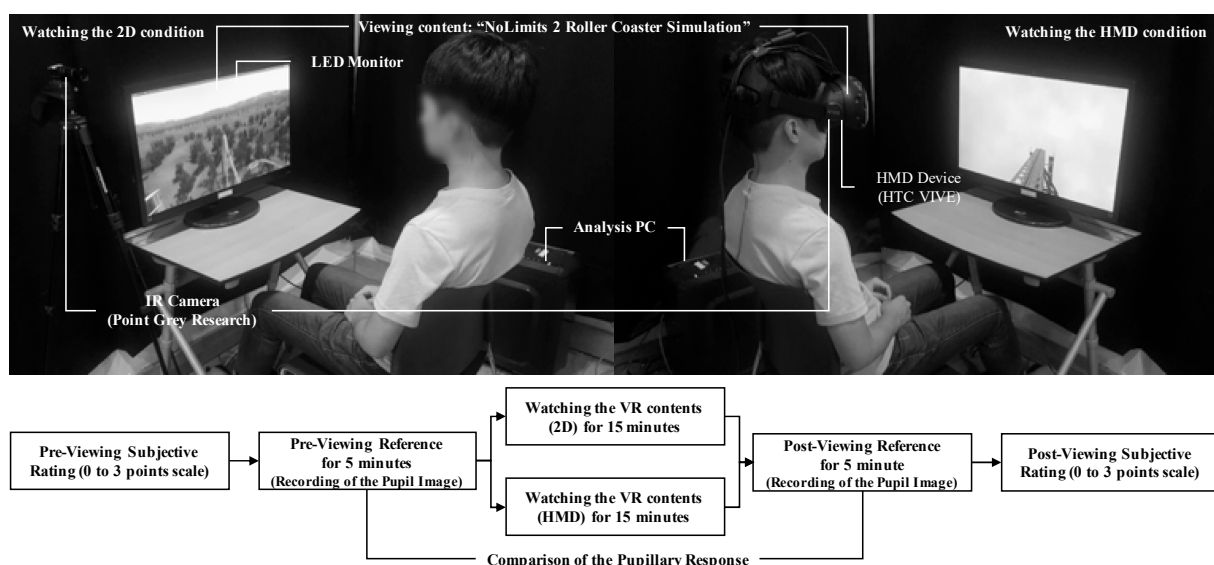 Viewing content: “NoLimits 2 Roller Coaster Simulation”
Watching the 2D condition
Watching the HMD condition
LED Monitor
HMD Device
(HTC VIVE)
Analysis PC
IR Camera
(Point Grey Research)
Pre-Viewing Subjective
Rating (0 to 3 points scale)
Pre-Viewing Reference
for 5 minutes
(Recording of the Pupil Image)
Watching the VR contents
(2D) for 15 minutes
Watching the VR contents
(HMD) for 15 minutes
Post-Viewing Reference
for 5 minute
(Recording of the Pupil Image)
Post-Viewing Subjective
Rating (0 to 3 points scale)
Comparison of the Pupillary Response